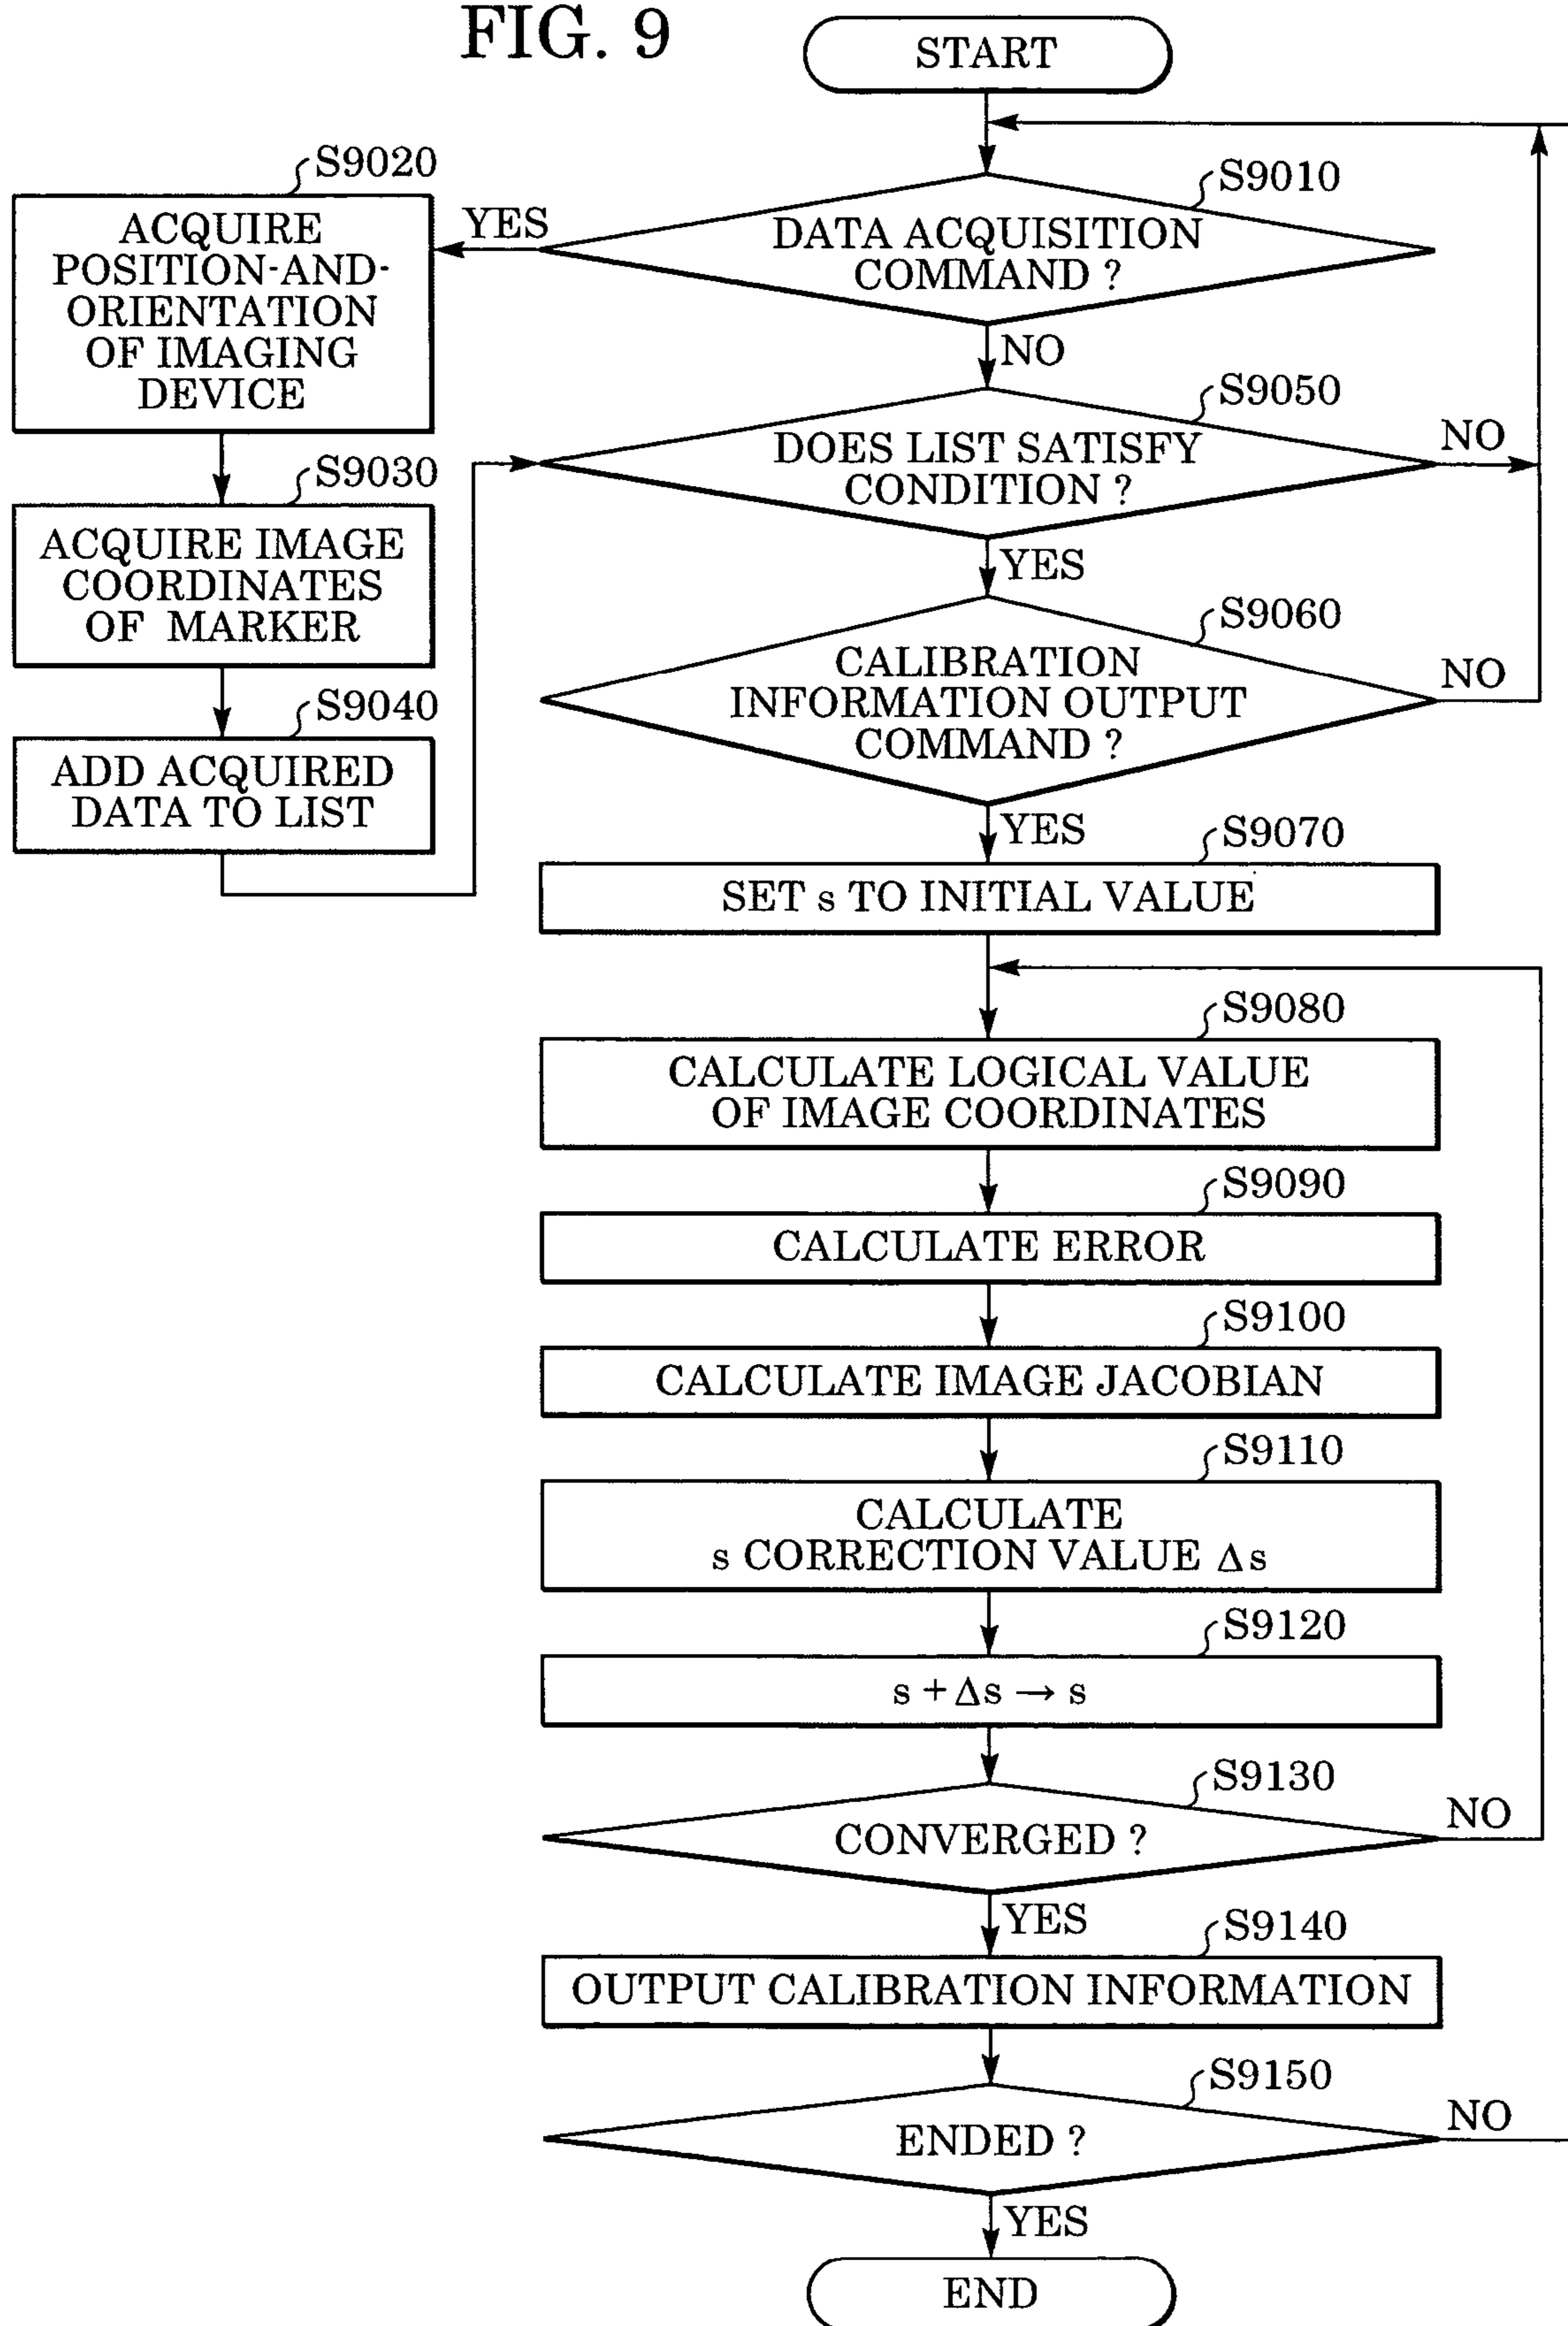 FIG. 9
START
S9010
DATA ACQUISITION
COMMAND ?
YES
NO
S9020
ACQUIRE
POSITION-AND-
ORIENTATION
OF IMAGING
DEVICE
S9030
ACQUIRE IMAGE
COORDINATES
OF MARKER
S9040
ADD ACQUIRED
DATA TO LIST
S9050
DOES LIST SATISFY
CONDITION ?
NO
YES
S9060
CALIBRATION
INFORMATION OUTPUT
COMMAND ?
NO
YES
S9070
SET s TO INITIAL VALUE
S9080
CALCULATE LOGICAL VALUE
OF IMAGE COORDINATES
S9090
CALCULATE ERROR
S9100
CALCULATE IMAGE JACOBIAN
S9110
CALCULATE
s CORRECTION VALUE Δs
S9120
s + Δs → s
S9130
CONVERGED ?
NO
YES
S9140
OUTPUT CALIBRATION INFORMATION
S9150
ENDED ?
NO
YES
END